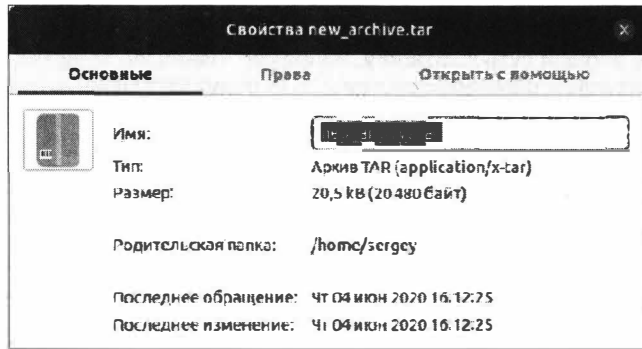 Свойства new_archive.tar
Основные Права Открыть с помощью
Имя:
Тип: Архив TAR (application/x-tar)
Размер: 20,5 kB (20 480 байт)
Родительская папка: /home/sergey
Последнее обращение: Чт 04 июн 2020 16:12:25
Последнее изменение: Чт 04 июн 2020 16:12:25